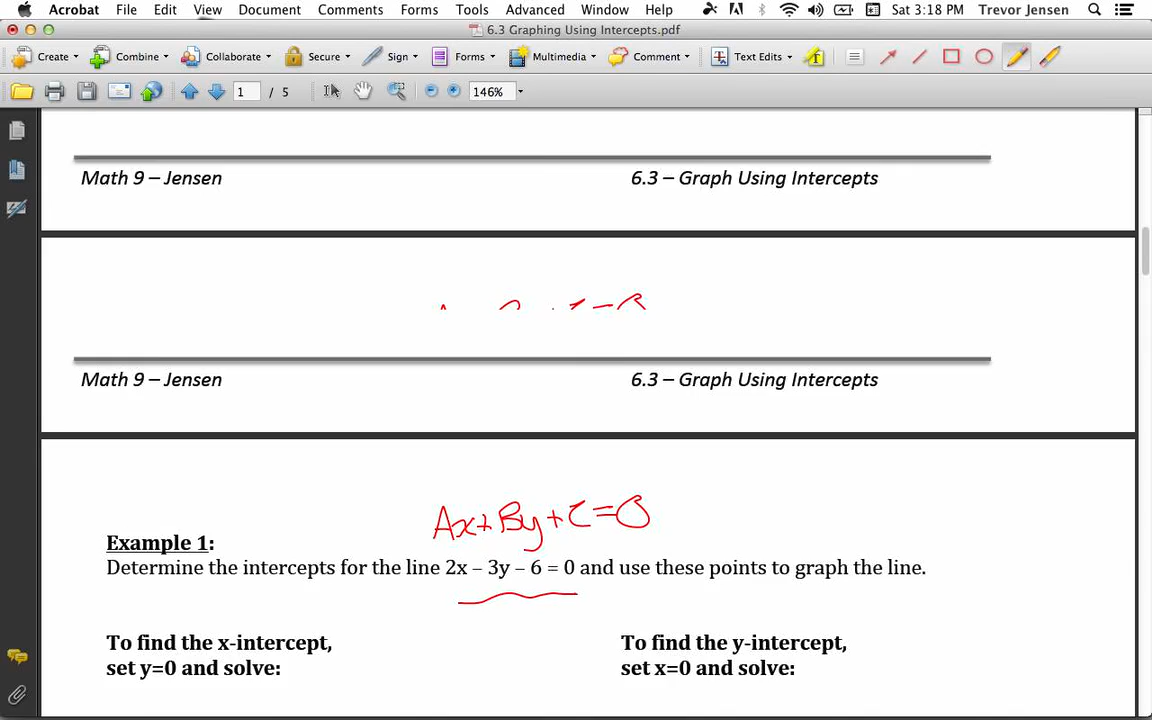 Acrobat File Edit View Document Comments Forms Tools Advanced Window Help Sat 3:18 PM Trevor Jensen
6.3 Graphing Using Intercepts.pdf
Create Combine Collaborate Secure Sign Forms Multimedia Comment Text Edits
1 / 5 146%
Math 9 – Jensen 6.3 – Graph Using Intercepts
Math 9 – Jensen 6.3 – Graph Using Intercepts
Ax+By+C=0
Example 1:
Determine the intercepts for the line 2x – 3y – 6 = 0 and use these points to graph the line.
To find the x-intercept, To find the y-intercept,
set y=0 and solve: set x=0 and solve: